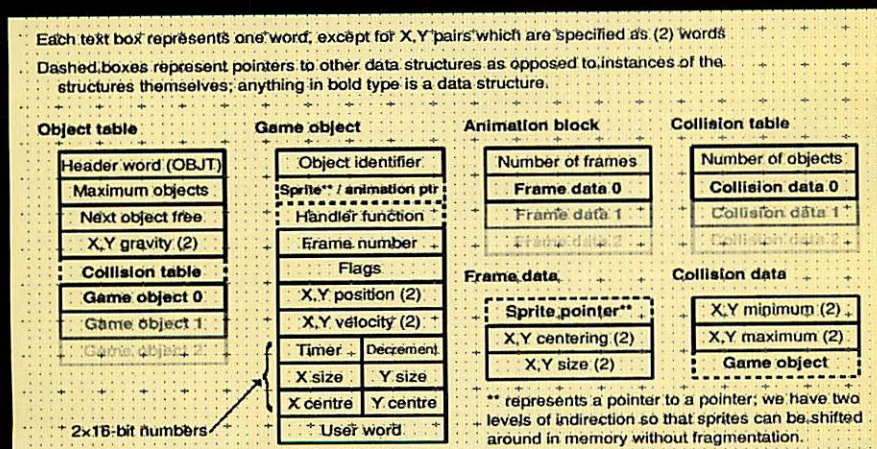 Each text box represents one word, except for X,Y pairs which are specified as (2) words
Dashed boxes represent pointers to other data structures as opposed to instances of the
structures themselves; anything in bold type is a data structure.
Object table
Header word (OBJT)
Maximum objects
Next object free
X,Y gravity (2)
Collision table
Game object 0
Game object 1
Game object 2
Game object
Object identifier
Sprite** / animation ptr
Handler function
Frame number
Flags
X,Y position (2)
X,Y velocity (2)
Timer Decrement
X size Y size
X centre Y centre
User word
2×16-bit numbers
Animation block
Number of frames
Frame data 0
Frame data 1
Frame data 2
Frame data
Sprite pointer**
X,Y centering (2)
X,Y size (2)
Collision table
Number of objects
Collision data 0
Collision data 1
Collision data 2
Collision data
X,Y minimum (2)
X,Y maximum (2)
Game object
** represents a pointer to a pointer; we have two
levels of indirection so that sprites can be shifted
around in memory without fragmentation.